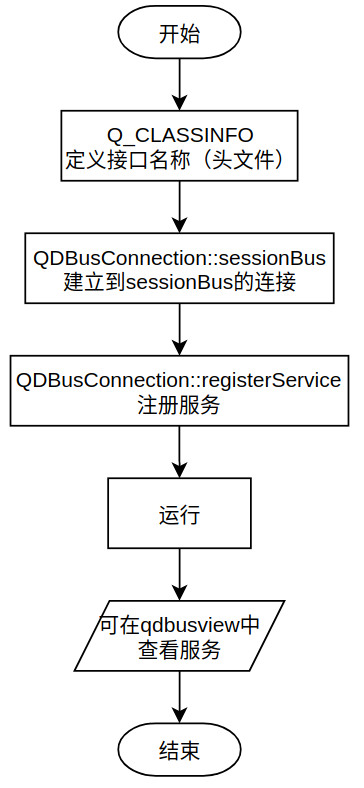 开始
Q_CLASSINFO
定义接口名称（头文件）
QDBusConnection::sessionBus
建立到sessionBus的连接
QDBusConnection::registerService
注册服务
运行
可在qdbusview中
查看服务
结束